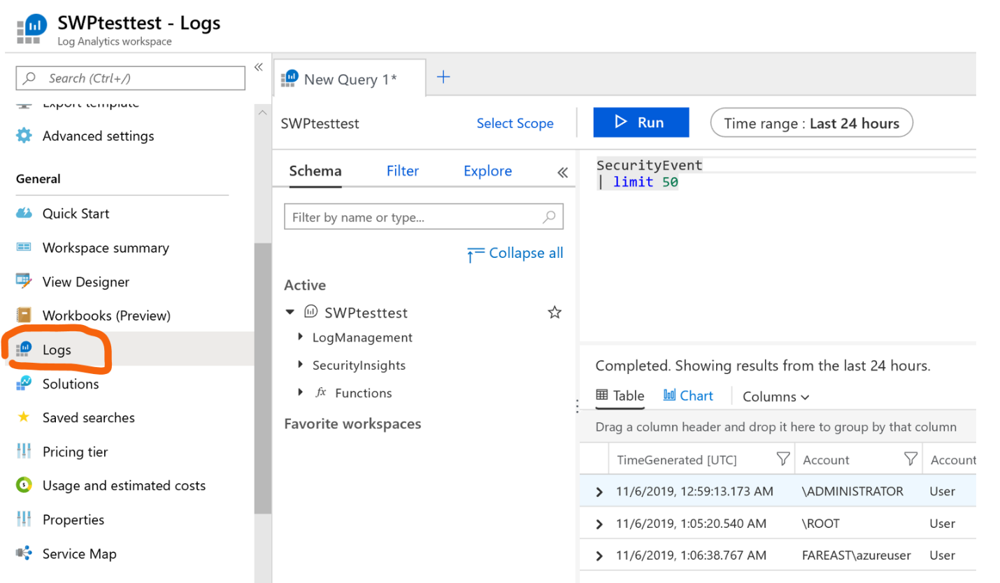 SWPtesttest - Logs
Log Analytics workspace
Search (Ctrl+/)
Export template
Advanced settings
General
Quick Start
Workspace summary
View Designer
Workbooks (Preview)
Logs
Solutions
Saved searches
Pricing tier
Usage and estimated costs
Properties
Service Map
New Query 1*
SWPtesttest
Select Scope
Run
Time range : Last 24 hours
Schema
Filter
Explore
Filter by name or type...
Collapse all
Active
SWPtesttest
LogManagement
SecurityInsights
fx Functions
Favorite workspaces
SecurityEvent
| limit 50
Completed. Showing results from the last 24 hours.
Table
Chart
Columns
Drag a column header and drop it here to group by that column
TimeGenerated [UTC] Account Account
11/6/2019, 12:59:13.173 AM \ADMINISTRATOR User
11/6/2019, 1:05:20.540 AM \ROOT User
11/6/2019, 1:06:38.767 AM FAREAST\azureuser User